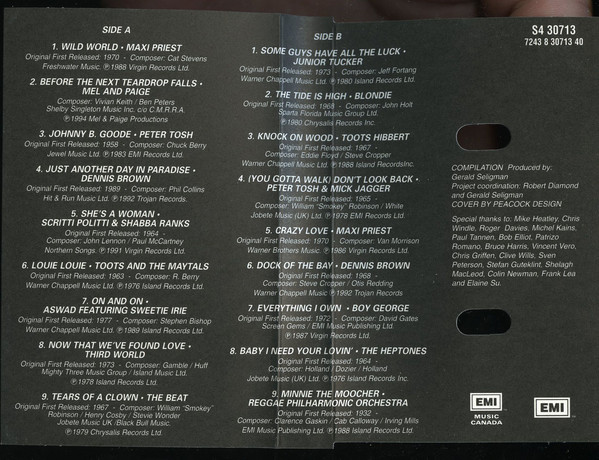 SIDE A
1. WILD WORLD • MAXI PRIEST
Original First Released: 1970 - Composer: Cat Stevens
Freshwater Music. ℗1988 Virgin Records Ltd.
2. BEFORE THE NEXT TEARDROP FALLS •
MEL AND PAIGE
Composer: Vivian Keith / Ben Peters
Shelby Singleton Music Inc. c/o C.M.R.R.A.
℗1994 Mel & Paige Productions
3. JOHNNY B. GOODE • PETER TOSH
Original First Released: 1958 - Composer: Chuck Berry
Jewel Music Ltd. ℗1983 EMI Records Ltd.
4. JUST ANOTHER DAY IN PARADISE •
DENNIS BROWN
Original First Released: 1989 - Composer: Phil Collins
Hit & Run Music Ltd. ℗1992 Trojan Records.
5. SHE'S A WOMAN •
SCRITTI POLITTI & SHABBA RANKS
Original First Released: 1964 -
Composer: John Lennon / Paul McCartney
Northern Songs. ℗1991 Virgin Records Ltd.
6. LOUIE LOUIE • TOOTS AND THE MAYTALS
Original First Released: 1963 - Composer: R. Berry
Warner Chappell Music Ltd. ℗1976 Island Records Ltd.
7. ON AND ON •
ASWAD FEATURING SWEETIE IRIE
Original First Released: 1977 - Composer: Stephen Bishop
Warner Chappell Music Ltd. ℗1989 Island Records Ltd.
8. NOW THAT WE'VE FOUND LOVE •
THIRD WORLD
Original First Released: 1973 - Composer: Gamble / Huff
Mighty Three Music Group / Island Music Ltd.
℗1978 Island Records Ltd.
9. TEARS OF A CLOWN • THE BEAT
Original First Released: 1967 - Composer: William "Smokey"
Robinson / Henry Cosby / Stevie Wonder
Jobete Music UK /Black Bull Music.
℗1979 Chrysalis Records Ltd.
SIDE B
1. SOME GUYS HAVE ALL THE LUCK •
JUNIOR TUCKER
Original First Released: 1973 - Composer: Jeff Fortang
Warner Chappell Music Ltd. ℗1980 Island Records Ltd.
2. THE TIDE IS HIGH • BLONDIE
Original First Released: 1968 - Composer: John Holt
Sparta Florida Music Group Ltd.
℗1980 Chrysalis Records Inc.
3. KNOCK ON WOOD • TOOTS HIBBERT
Original First Released: 1967 -
Composer: Eddie Floyd / Steve Cropper
Warner Chappell Music Ltd. ℗1988 Island RecordsInc.
4. (YOU GOTTA WALK) DON'T LOOK BACK •
PETER TOSH & MICK JAGGER
Original First Released: 1965 -
Composer: William "Smokey" Robinson / White
Jobete Music (UK) Ltd. ℗1978 EMI Records Ltd.
5. CRAZY LOVE • MAXI PRIEST
Original First Released: 1970 - Composer: Van Morrison
Warner Brothers Music. ℗1986 Virgin Records Ltd.
6. DOCK OF THE BAY • DENNIS BROWN
Original First Released: 1968 -
Composer: Steve Cropper / Otis Redding
Warner Chappell Music ℗1992 Trojan Records
7. EVERYTHING I OWN • BOY GEORGE
Original First Released: 1972 - Composer: David Gates
Screen Gems / EMI Music Publishing Ltd.
℗1987 Virgin Records Ltd.
8. BABY I NEED YOUR LOVIN' • THE HEPTONES
Original First Released: 1964 -
Composer: Holland / Dozier / Holland
Jobete Music (UK) Ltd. ℗1976 Island Records Inc.
9. MINNIE THE MOOCHER •
REGGAE PHILHARMONIC ORCHESTRA
Original First Released: 1932 -
Composer: Clarence Gaskin / Cab Calloway / Irving Mills
EMI Music Publishing Ltd. ℗1988 Island Records Ltd.
S4 30713
7243 8 30713 40
COMPILATION Produced by:
Gerald Seligman
Project coordination: Robert Diamond
and Gerald Seligman
COVER BY PEACOCK DESIGN
Special thanks to: Mike Heatley, Chris
Windle, Roger Davies, Michel Kains,
Paul Tannen, Bob Elliot, Patrizo
Romano, Bruce Harris, Vincent Vero,
Chris Griffen, Clive Wills, Sven
Peterson, Stefan Guteklint, Shelagh
MacLeod, Colin Newman, Frank Lea
and Elaine Su.
EMI
MUSIC
CANADA
EMI